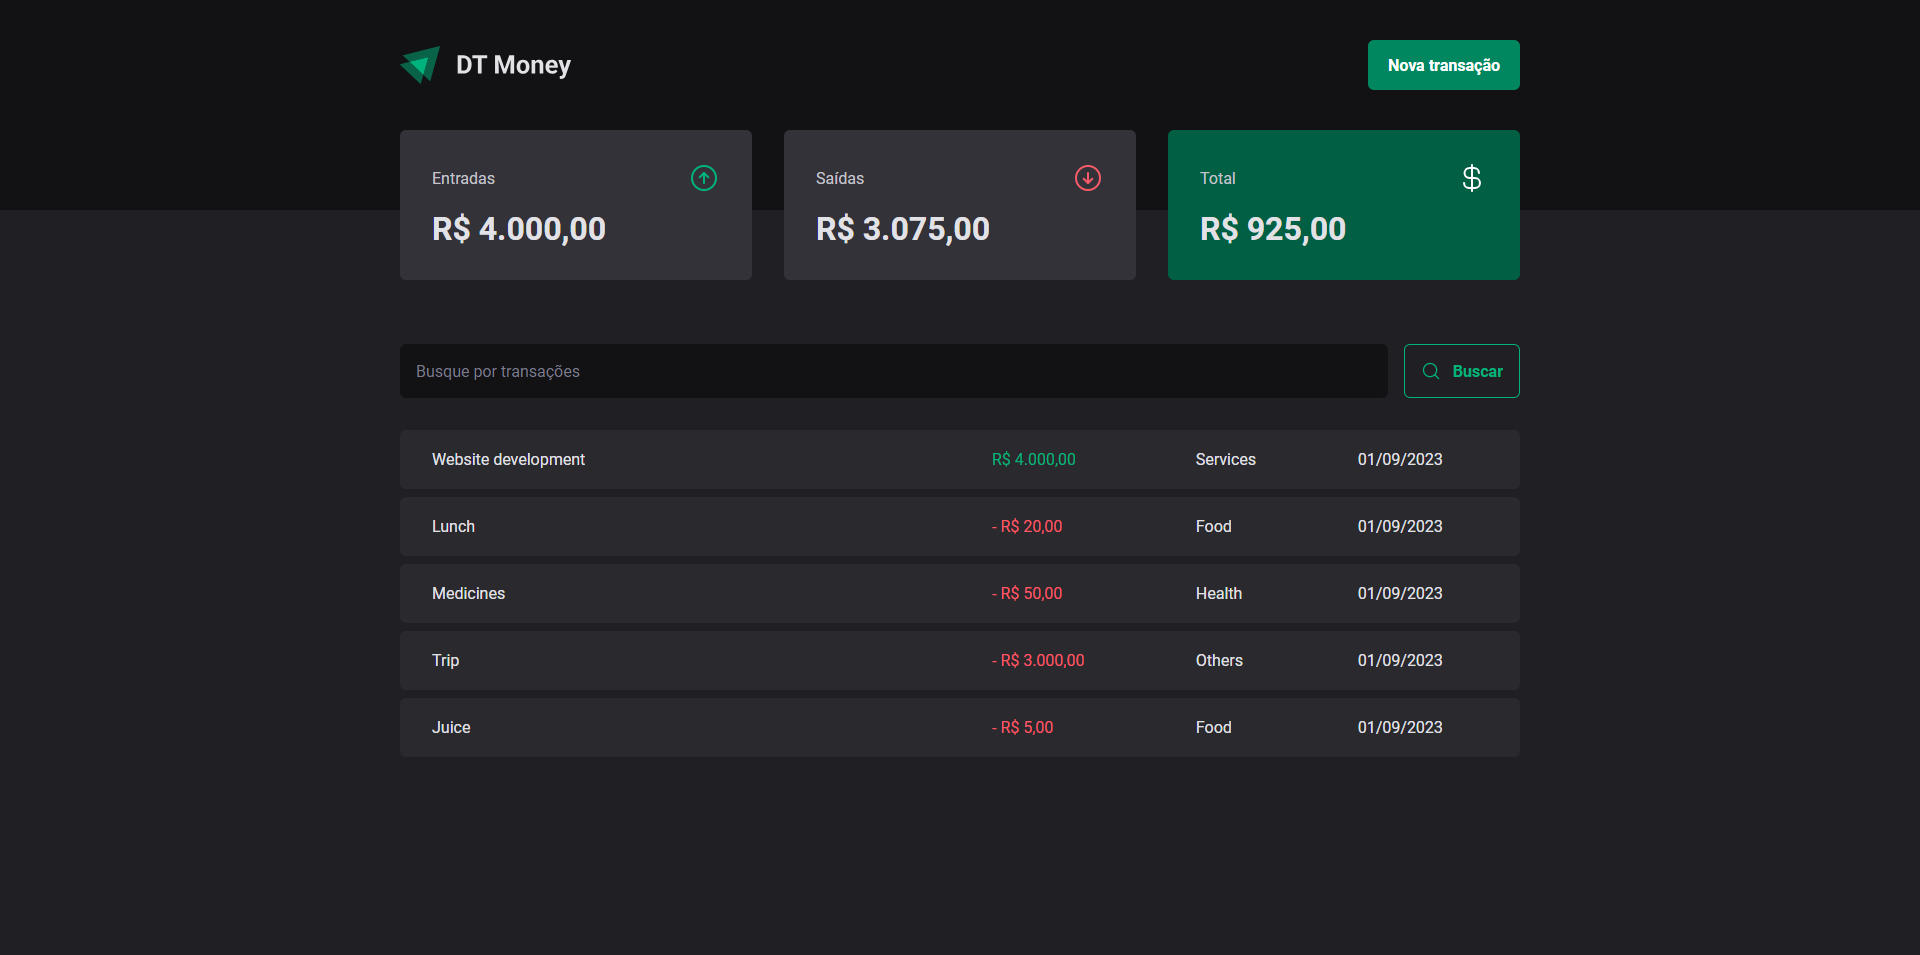 DT Money
Nova transação
Entradas
R$ 4.000,00
Saídas
R$ 3.075,00
Total
$
R$ 925,00
Busque por transações
Buscar
Website development R$ 4.000,00 Services 01/09/2023
Lunch - R$ 20,00 Food 01/09/2023
Medicines - R$ 50,00 Health 01/09/2023
Trip - R$ 3.000,00 Others 01/09/2023
Juice - R$ 5,00 Food 01/09/2023